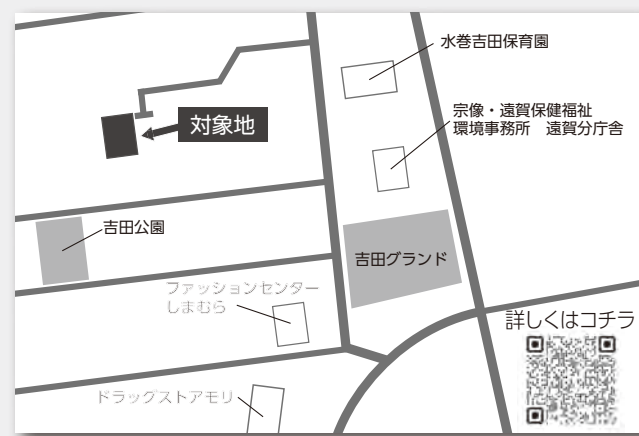 水巻吉田保育園
宗像・遠賀保健福祉
環境事務所　遠賀分庁舎
対象地
吉田公園
吉田グランド
ファッションセンター
しまむら
詳しくはコチラ
ドラッグストアモリ